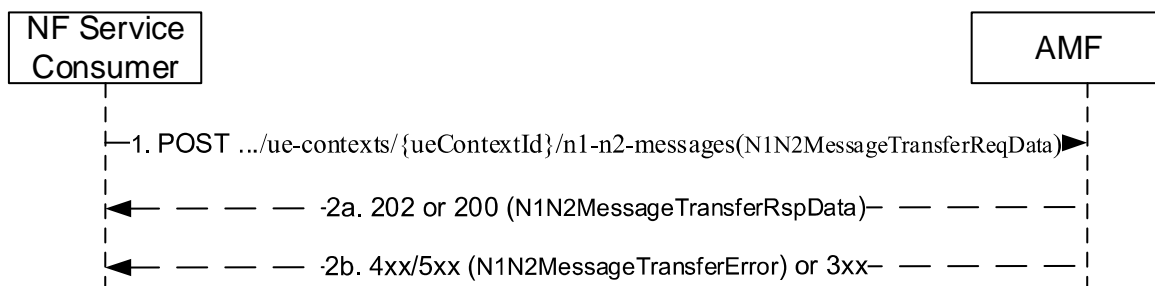 NF Service
Consumer
AMF
1. POST .../ue-contexts/{ueContextId}/n1-n2-messages(N1N2MessageTransferReqData)
2a. 202 or 200 (N1N2MessageTransferRspData)
2b. 4xx/5xx (N1N2MessageTransferError) or 3xx